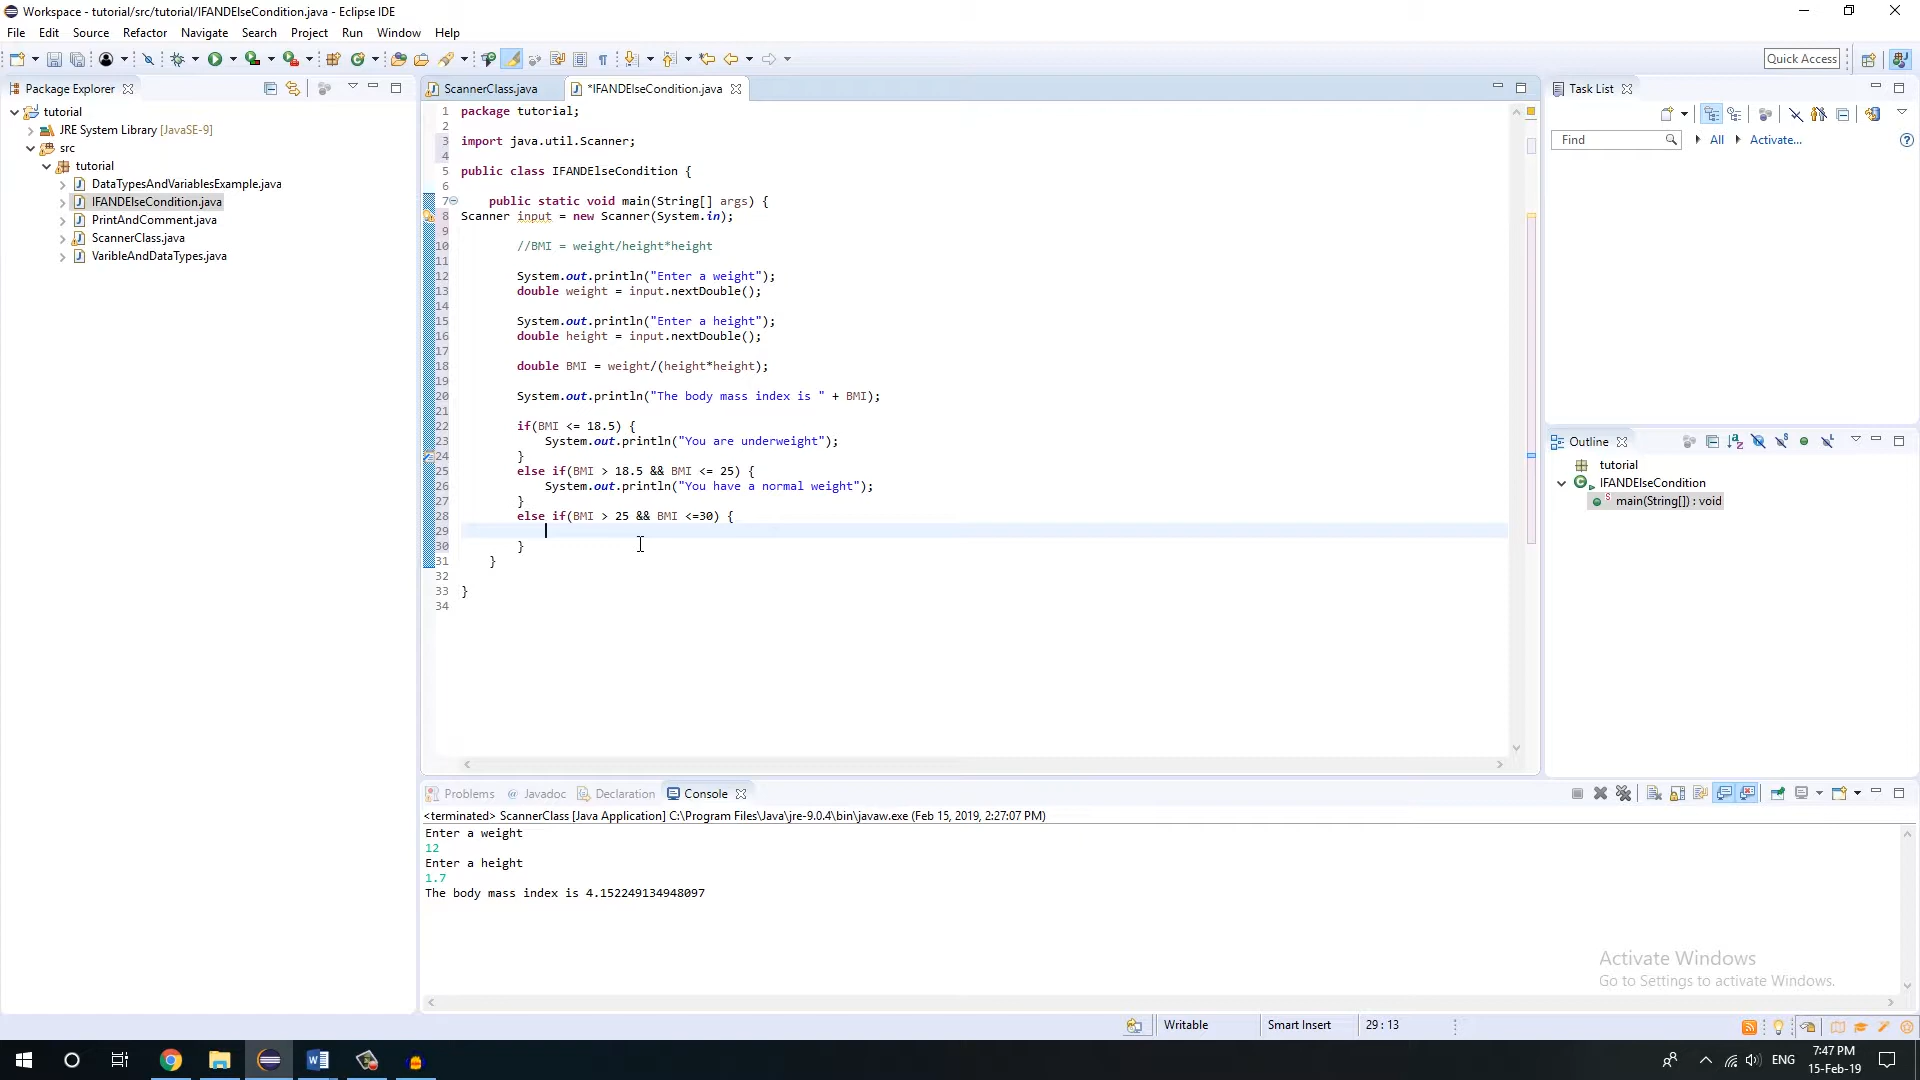 Workspace - tutorial/src/tutorial/IFANDElseCondition.java - Eclipse IDE
File Edit Source Refactor Navigate Search Project Run Window Help
Quick Access
Package Explorer
tutorial
JRE System Library [JavaSE-9]
src
tutorial
DataTypesAndVariablesExample.java
IFANDElseCondition.java
PrintAndComment.java
ScannerClass.java
VaribleAndDataTypes.java
ScannerClass.java *IFANDElseCondition.java
1 package tutorial;
2
3 import java.util.Scanner;
4
5 public class IFANDElseCondition {
6
7 public static void main(String[] args) {
8 Scanner input = new Scanner(System.in);
9
10 //BMI = weight/height*height
11
12 System.out.println("Enter a weight");
13 double weight = input.nextDouble();
14
15 System.out.println("Enter a height");
16 double height = input.nextDouble();
17
18 double BMI = weight/(height*height);
19
20 System.out.println("The body mass index is " + BMI);
21
22 if(BMI <= 18.5) {
23 System.out.println("You are underweight");
24 }
25 else if(BMI > 18.5 && BMI <= 25) {
26 System.out.println("You have a normal weight");
27 }
28 else if(BMI > 25 && BMI <=30) {
29
30 }
31 }
32
33 }
34
Task List
Find All Activate...
Outline
tutorial
IFANDElseCondition
main(String[]) : void
Problems @ Javadoc Declaration Console
<terminated> ScannerClass [Java Application] C:\Program Files\Java\jre-9.0.4\bin\javaw.exe (Feb 15, 2019, 2:27:07 PM)
Enter a weight
12
Enter a height
1.7
The body mass index is 4.152249134948097
Activate Windows
Go to Settings to activate Windows.
Writable Smart Insert 29 : 13
ENG
7:47 PM
15-Feb-19